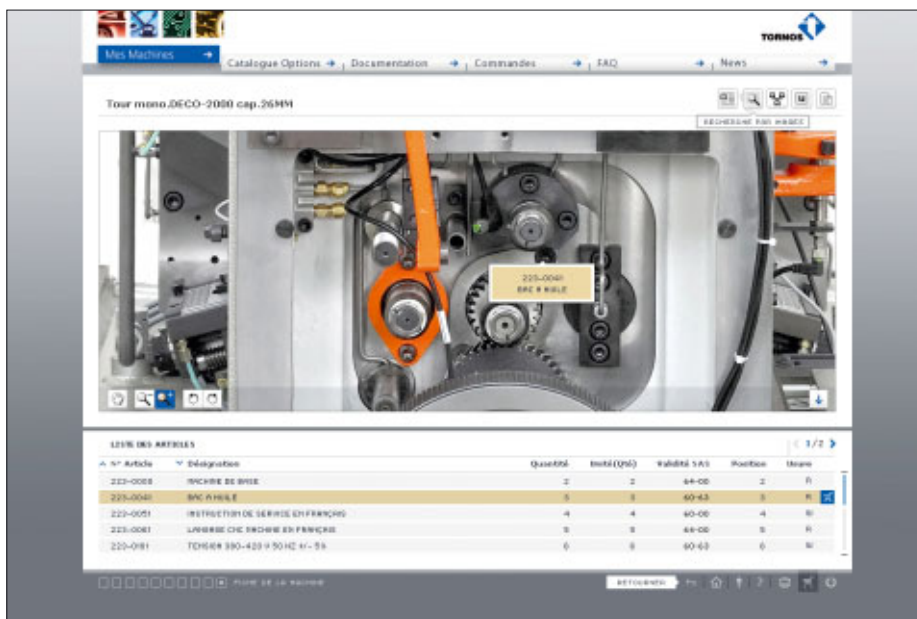 TORNOS
Mes Machines
Catalogue Options
Documentation
Commandes
FAQ
News
Tour mono.DECO-2000 cap.26MM
RECHERCHE PAR IMAGES
223-0041
BAC A HUILE
LISTE DES ARTICLES
1/2
N° Article Désignation Quantité Unité(Qté) Validité SAS Position Usure
223-0008 MACHINE DE BASE 2 2 64-00 2
223-0041 BAC A HUILE 3 3 60-63 3
223-0051 INSTRUCTION DE SERVICE EN FRANÇAIS 4 4 60-00 4
223-0061 LANGAGE CNC MACHINE EN FRANÇAIS 5 5 64-00 5
223-0181 TENSION 380-420 V 50 HZ +/- 5% 6 6 60-63 6
FICHE DE LA MACHINE
RETOURNER